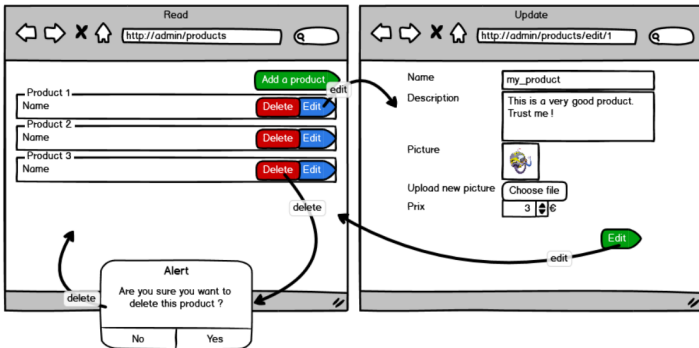 Read
http://admin/products
Add a product
edit
Product 1
Name
Delete
Edit
Product 2
Name
Delete
Edit
Product 3
Name
Delete
Edit
delete
delete
Alert
Are you sure you want to
delete this product ?
No
Yes
Update
http://admin/products/edit/1
Name
my_product
Description
This is a very good product.
Trust me !
Picture
Upload new picture
Choose file
Prix
3
€
Edit
edit